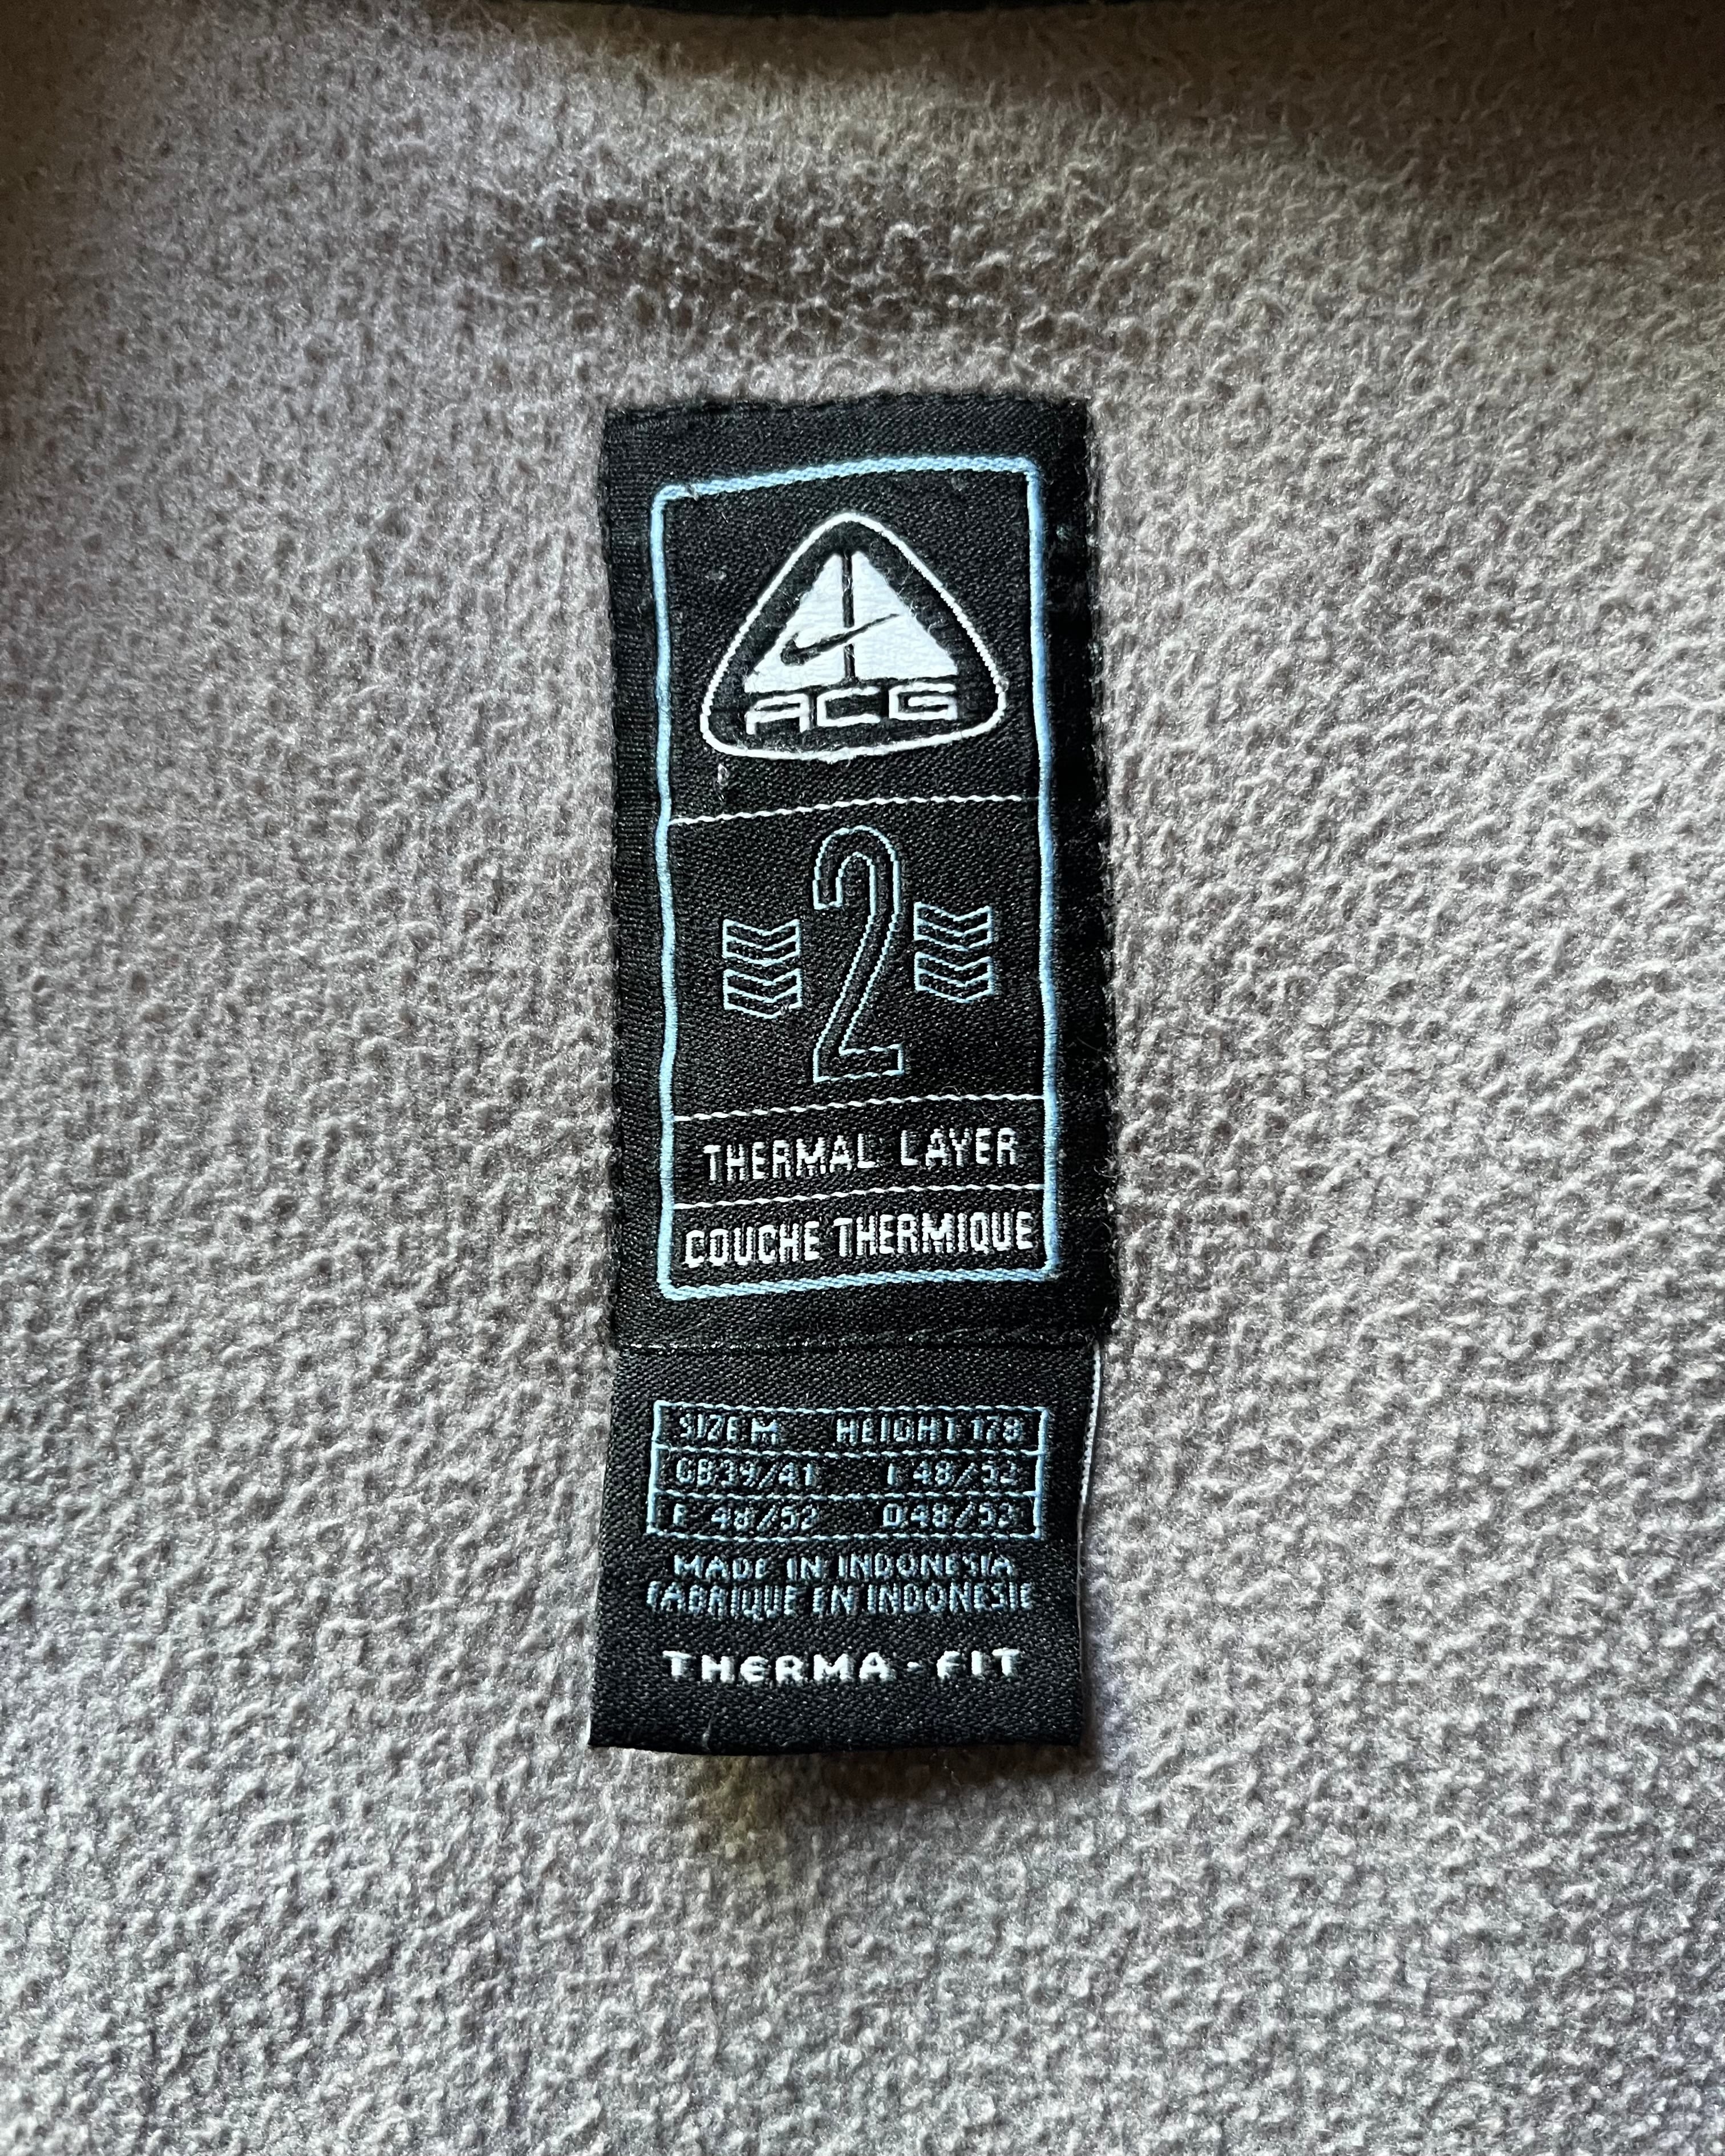 ACG
2
THERMAL LAYER
COUCHE THERMIQUE
SIZE M HEIGHT 178
GB39/41 I 48/52
F 48/52 D48/53
MADE IN INDONESIA
FABRIQUE EN INDONESIE
THERMA-FIT